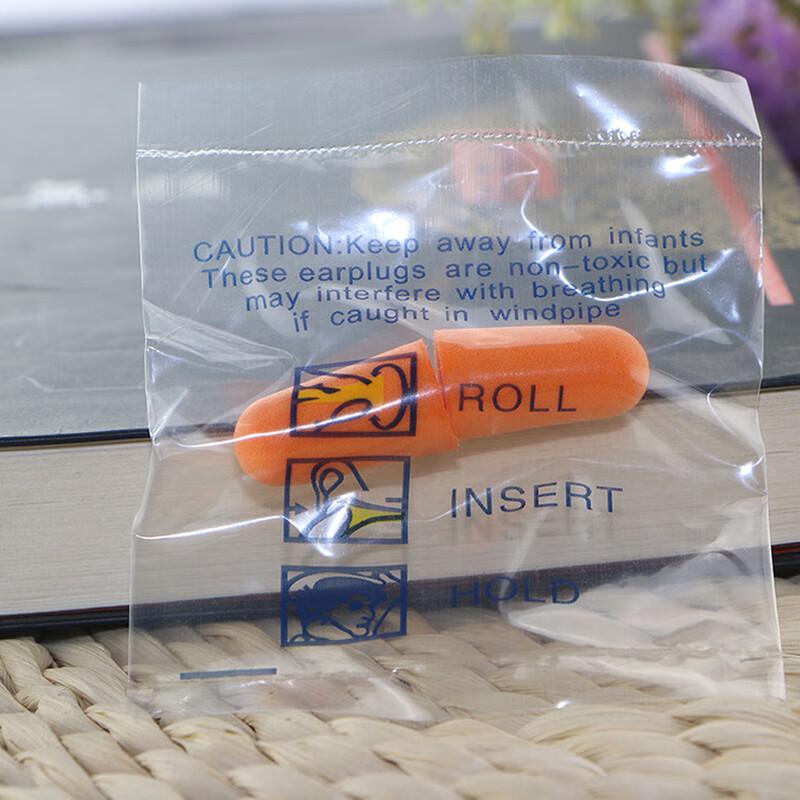 CAUTION:Keep away from infants
These earplugs are non-toxic but
may interfere with breathing
if caught in windpipe
ROLL
INSERT
HOLD